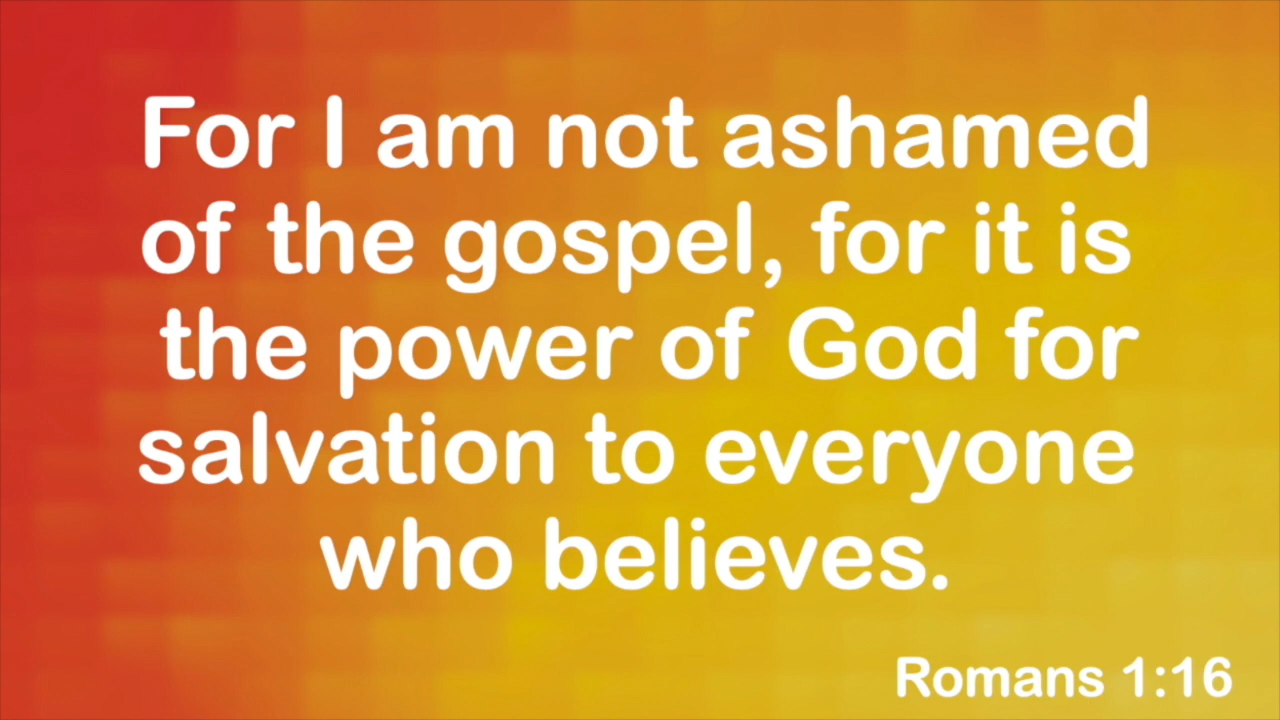 For I am not ashamed
of the gospel, for it is
the power of God for
salvation to everyone
who believes.
Romans 1:16